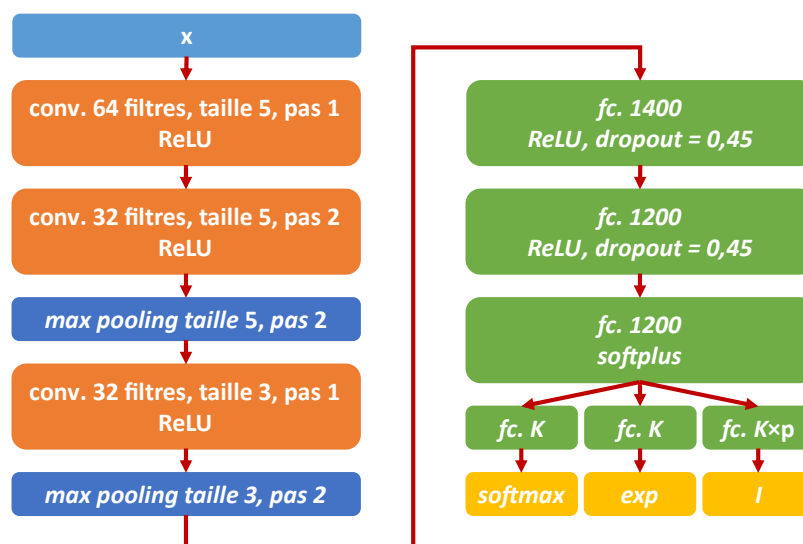 x
conv. 64 filtres, taille 5, pas 1
ReLU
conv. 32 filtres, taille 5, pas 2
ReLU
max pooling taille 5, pas 2
conv. 32 filtres, taille 3, pas 1
ReLU
max pooling taille 3, pas 2
fc. 1400
ReLU, dropout = 0,45
fc. 1200
ReLU, dropout = 0,45
fc. 1200
softplus
fc. K
fc. K
fc. K×p
softmax
exp
I